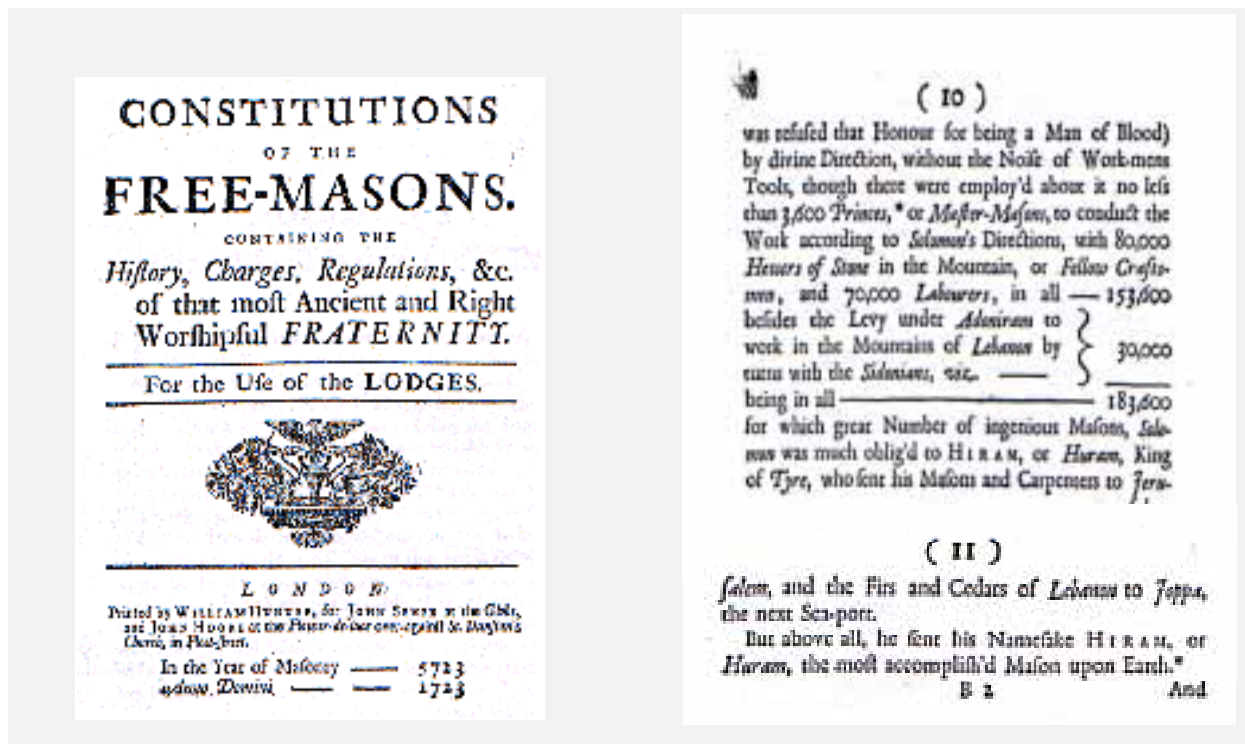 CONSTITUTIONS
OF THE
FREE-MASONS.
CONTAINING THE
Hiſtory, Charges, Regulations, &c.
of that moſt Ancient and Right
Worſhipful FRATERNITY.
For the Uſe of the LODGES.
LONDON
Printed by WILLIAM HUNTER, for JOHN SENEX at the Globe,
and JOHN HOOKE at the Flower-de-luce over-againſt St. Dunſtan's
Church, in Fleet-ſtreet.
In the Year of Maſonry —— 5723
Anno Domini —— — 1723
( 10 )
was refuſed that Honour for being a Man of Blood)
by divine Direction, without the Noiſe of Work-mens
Tools, though there were employ'd about it no leſs
than 3,600 Princes,* or Maſter-Maſons, to conduct the
Work according to Solomon's Directions, with 80,000
Hewers of Stone in the Mountain, or Fellow Craftſ-
men, and 70,000 Labourers, in all — 153,600
beſides the Levy under Adoniram to
work in the Mountains of Lebanon by 30,000
turns with the Sidonians, viz. ——
being in all —— 183,600
for which great Number of ingenious Maſons, Solo-
mon was much oblig'd to HIRAM, or Huram, King
of Tyre, who ſent his Maſons and Carpenters to Jeru-
( 11 )
ſalem, and the Firs and Cedars of Lebanon to Joppa,
the next Sea-port.
But above all, he ſent his Nameſake HIRAM, or
Huram, the moſt accompliſh'd Maſon upon Earth.*
B 2 And